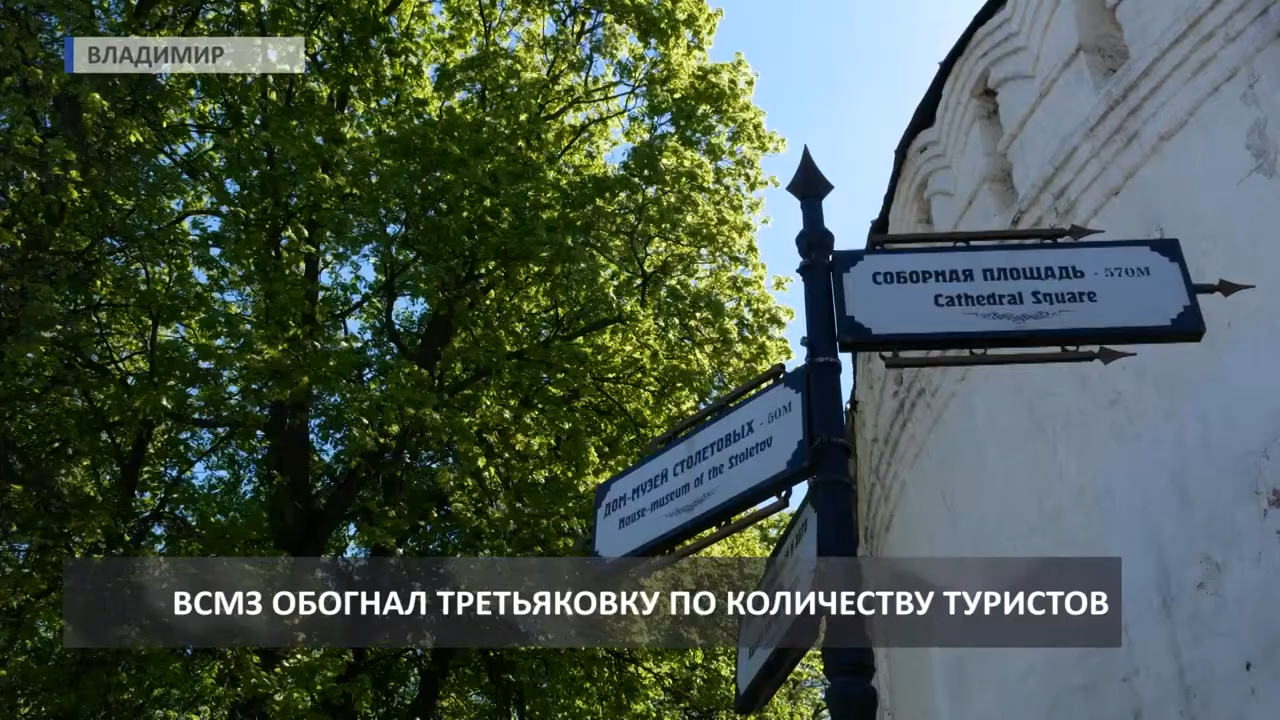 ВЛАДИМИР
СОБОРНАЯ ПЛОЩАДЬ - 570М
Cathedral Square
ДОМ-МУЗЕЙ СТОЛЕТОВЫХ - 50М
House-museum of the Stoletov
ВСМЗ ОБОГНАЛ ТРЕТЬЯКОВКУ ПО КОЛИЧЕСТВУ ТУРИСТОВ